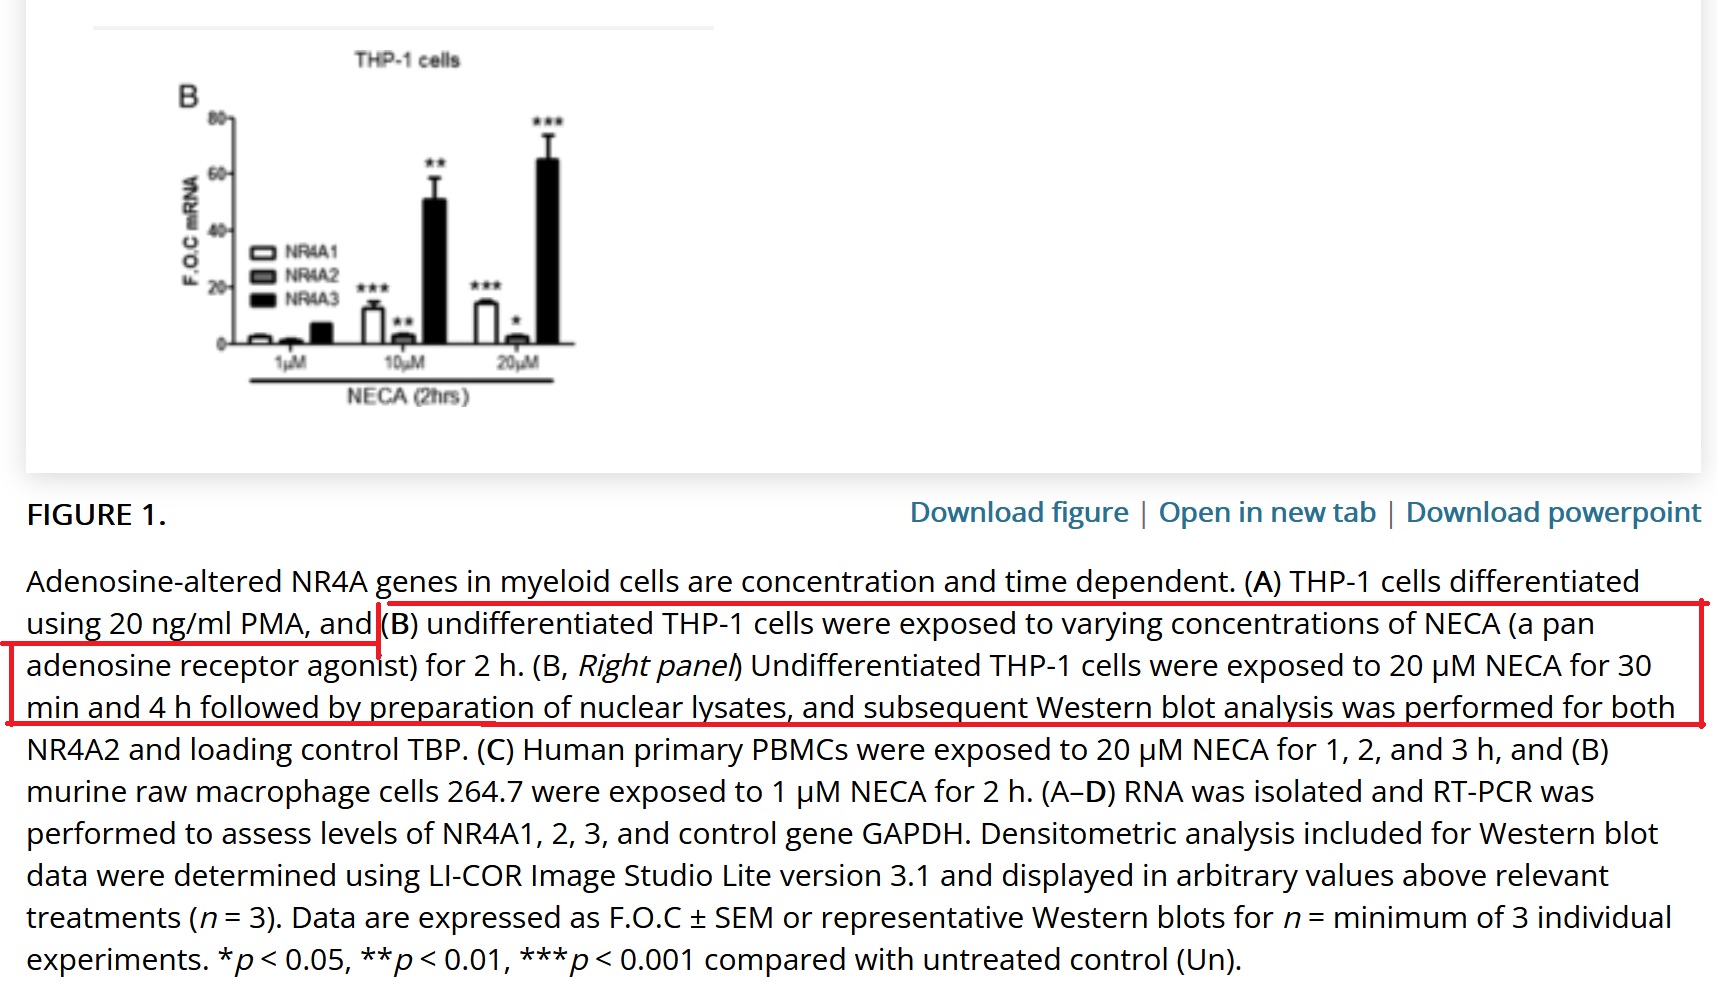 THP-1 cells
B
80
***
**
60
F.O.C mRNA
40
NR4A1
NR4A2
20
***
***
NR4A3
**
*
0
1µM 10µM 20µM
NECA (2hrs)
FIGURE 1.
Download figure | Open in new tab | Download powerpoint
Adenosine-altered NR4A genes in myeloid cells are concentration and time dependent. (A) THP-1 cells differentiated
using 20 ng/ml PMA, and (B) undifferentiated THP-1 cells were exposed to varying concentrations of NECA (a pan
adenosine receptor agonist) for 2 h. (B, Right panel) Undifferentiated THP-1 cells were exposed to 20 µM NECA for 30
min and 4 h followed by preparation of nuclear lysates, and subsequent Western blot analysis was performed for both
NR4A2 and loading control TBP. (C) Human primary PBMCs were exposed to 20 µM NECA for 1, 2, and 3 h, and (B)
murine raw macrophage cells 264.7 were exposed to 1 µM NECA for 2 h. (A–D) RNA was isolated and RT-PCR was
performed to assess levels of NR4A1, 2, 3, and control gene GAPDH. Densitometric analysis included for Western blot
data were determined using LI-COR Image Studio Lite version 3.1 and displayed in arbitrary values above relevant
treatments (n = 3). Data are expressed as F.O.C ± SEM or representative Western blots for n = minimum of 3 individual
experiments. *p < 0.05, **p < 0.01, ***p < 0.001 compared with untreated control (Un).